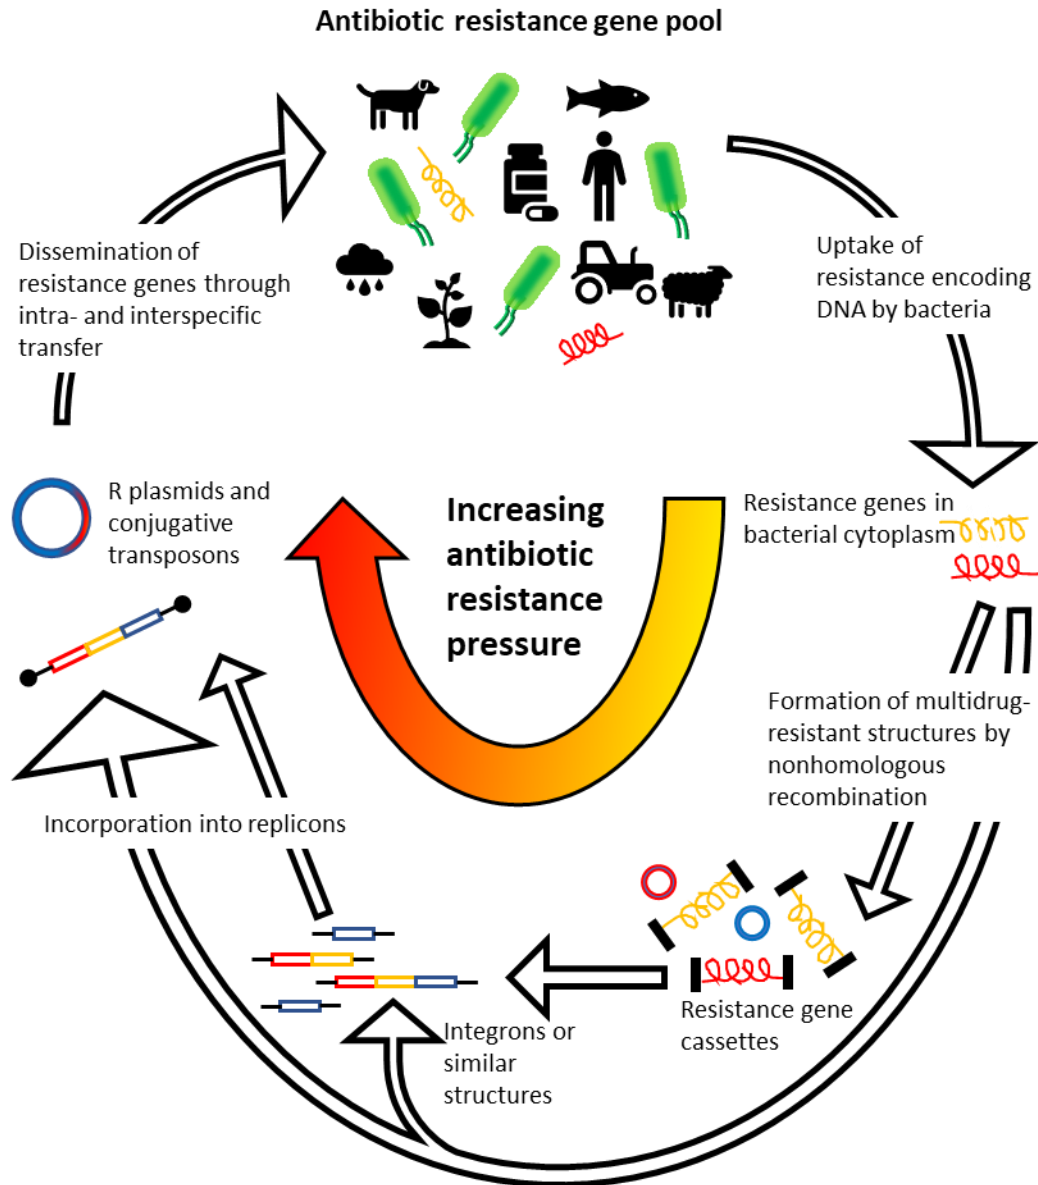 Antibiotic resistance gene pool
Uptake of
resistance encoding
DNA by bacteria
Resistance genes in
bacterial cytoplasm
Formation of multidrug-
resistant structures by
nonhomologous
recombination
Resistance gene
cassettes
Integrons or
similar
structures
Incorporation into replicons
R plasmids and
conjugative
transposons
Dissemination of
resistance genes through
intra- and interspecific
transfer
Increasing
antibiotic
resistance
pressure